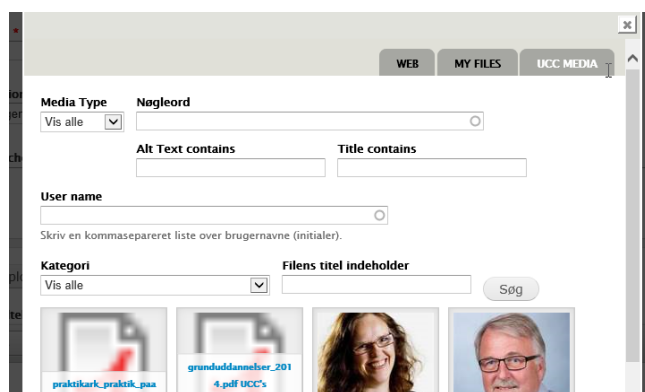 WEB MY FILES UCC MEDIA
Media Type Nøgleord
Vis alle
Alt Text contains Title contains
User name
Skriv en kommasepareret liste over brugernavne (initialer).
Kategori Filens titel indeholder
Vis alle Søg
praktikark_praktik_paa
grunduddannelser_201
4.pdf UCC's